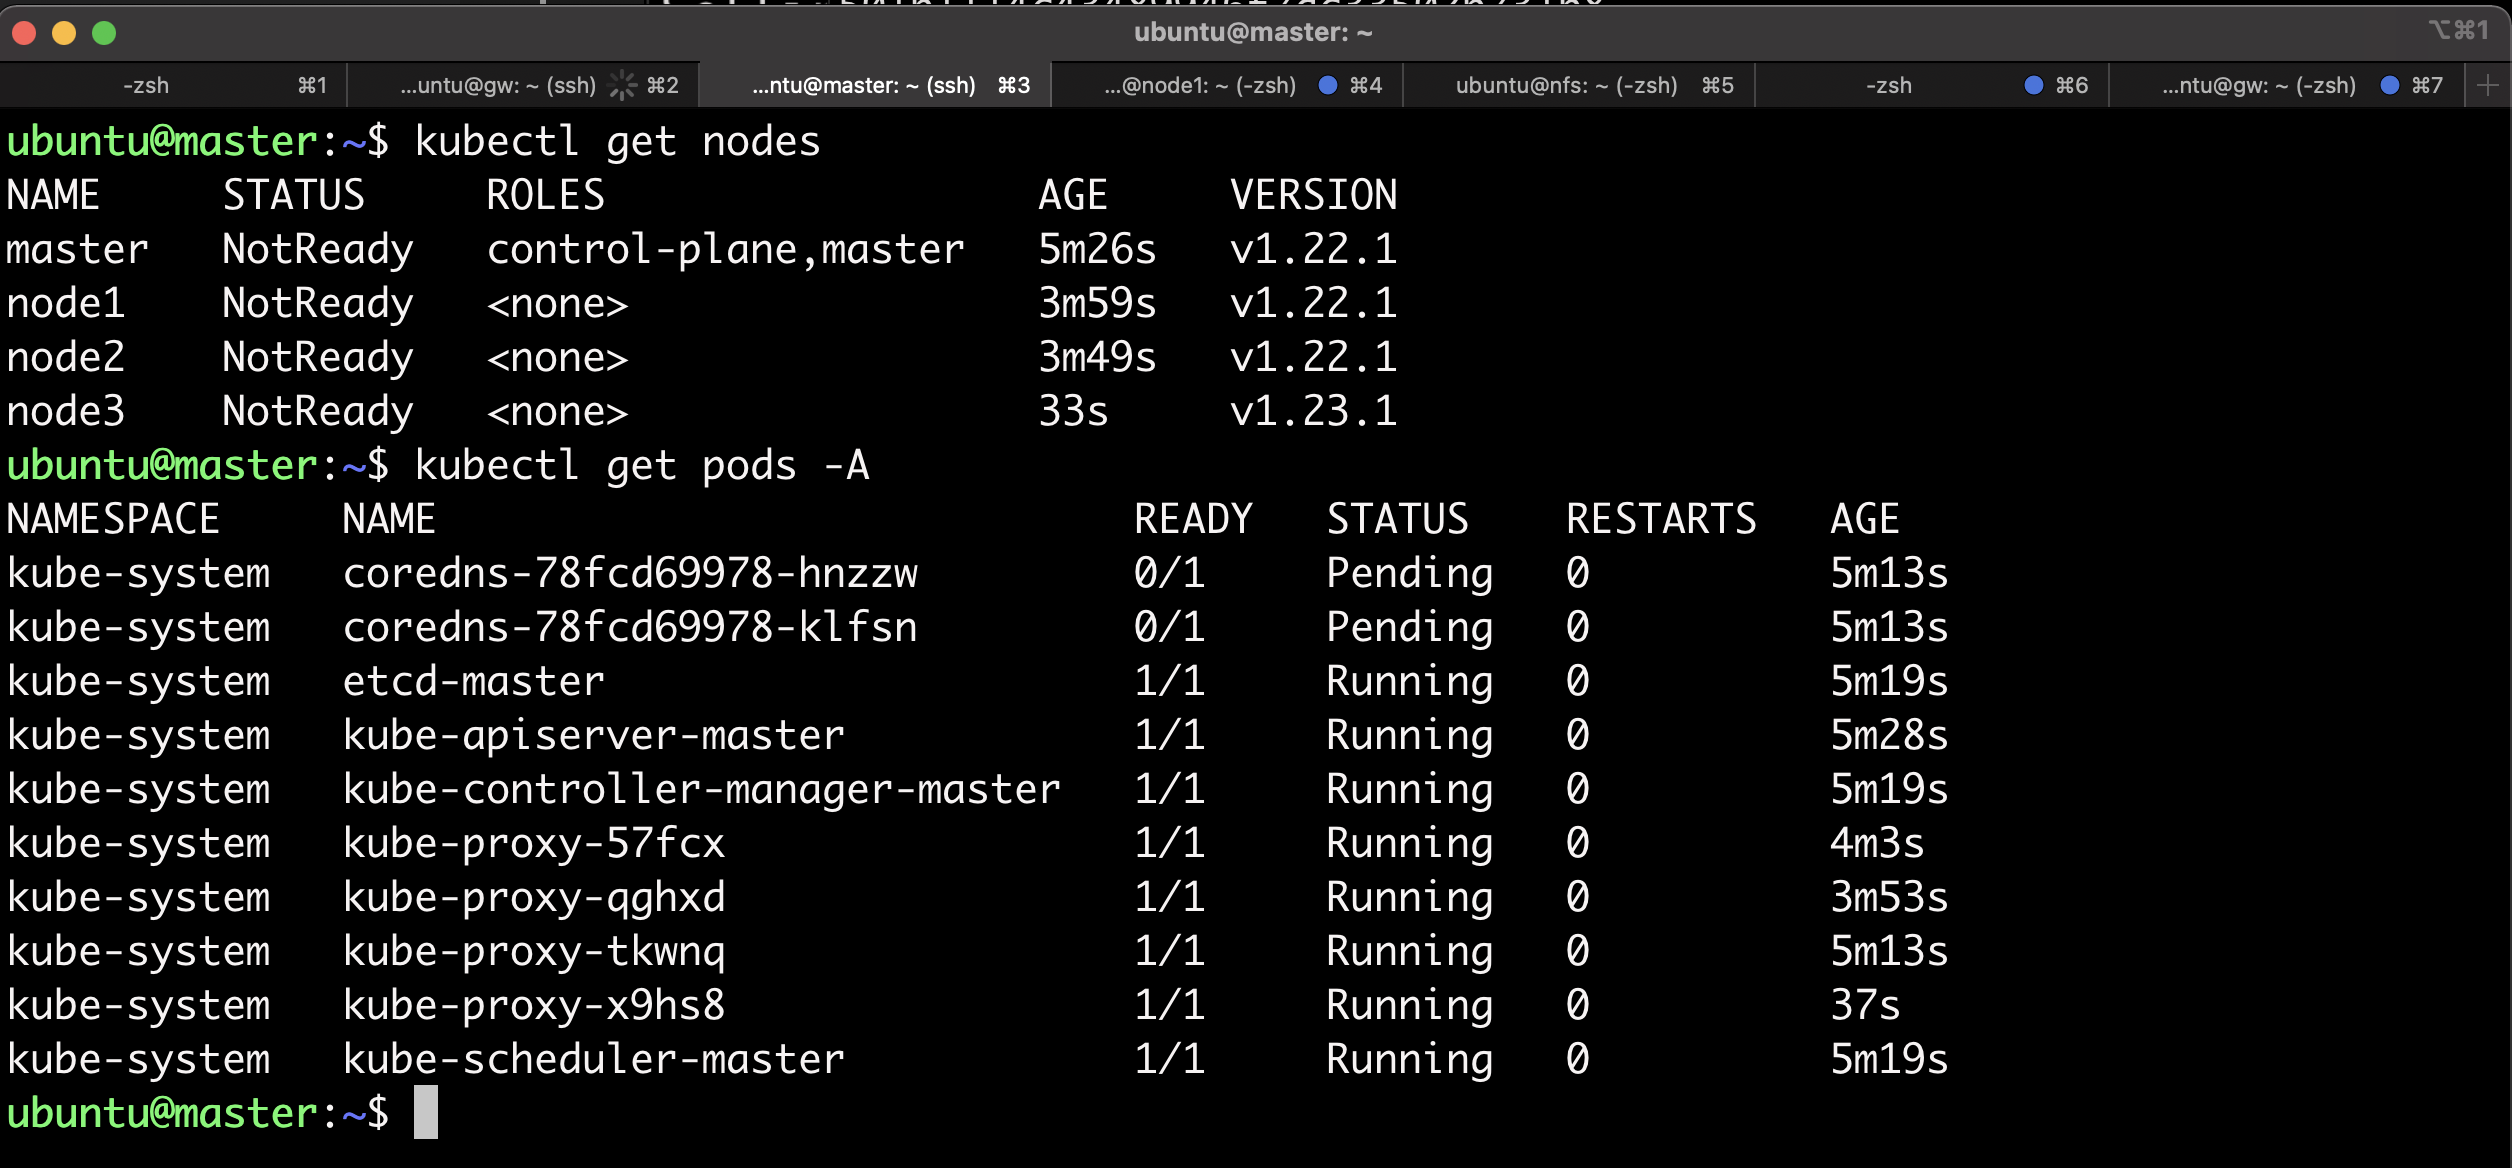 ubuntu@master: ~
⌥⌘1
-zsh ⌘1 ...untu@gw: ~ (ssh) ⌘2 ...ntu@master: ~ (ssh) ⌘3 ...@node1: ~ (-zsh) ⌘4 ubuntu@nfs: ~ (-zsh) ⌘5 -zsh ⌘6 ...ntu@gw: ~ (-zsh) ⌘7
ubuntu@master:~$ kubectl get nodes
NAME STATUS ROLES AGE VERSION
master NotReady control-plane,master 5m26s v1.22.1
node1 NotReady <none> 3m59s v1.22.1
node2 NotReady <none> 3m49s v1.22.1
node3 NotReady <none> 33s v1.23.1
ubuntu@master:~$ kubectl get pods -A
NAMESPACE NAME READY STATUS RESTARTS AGE
kube-system coredns-78fcd69978-hnzzw 0/1 Pending 0 5m13s
kube-system coredns-78fcd69978-klfsn 0/1 Pending 0 5m13s
kube-system etcd-master 1/1 Running 0 5m19s
kube-system kube-apiserver-master 1/1 Running 0 5m28s
kube-system kube-controller-manager-master 1/1 Running 0 5m19s
kube-system kube-proxy-57fcx 1/1 Running 0 4m3s
kube-system kube-proxy-qghxd 1/1 Running 0 3m53s
kube-system kube-proxy-tkwnq 1/1 Running 0 5m13s
kube-system kube-proxy-x9hs8 1/1 Running 0 37s
kube-system kube-scheduler-master 1/1 Running 0 5m19s
ubuntu@master:~$